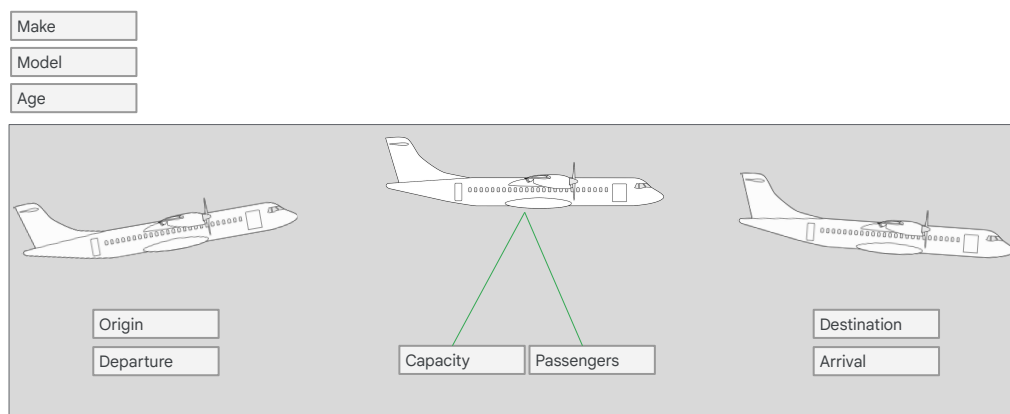 Make
Model
Age
Origin
Departure
Capacity
Passengers
Destination
Arrival